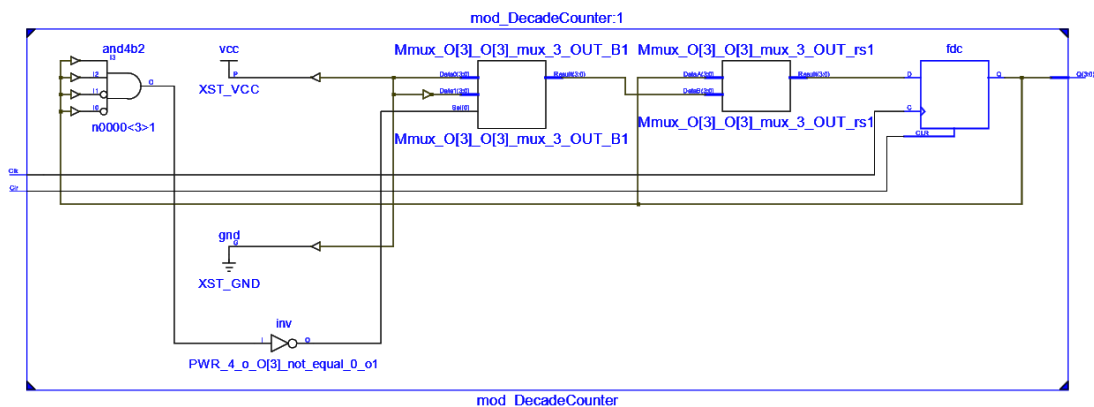 mod_DecadeCounter:1
and4b2
I3
I2
I1
I0
O
n0000<3>1
vcc
P
XST_VCC
Mmux_O[3]_O[3]_mux_3_OUT_B1
Data0(3:0)
Data1(3:0)
Sel(0)
Result(3:0)
Mmux_O[3]_O[3]_mux_3_OUT_B1
Mmux_O[3]_O[3]_mux_3_OUT_rs1
DataA(3:0)
DataB(3:0)
Result(3:0)
Mmux_O[3]_O[3]_mux_3_OUT_rs1
fdc
D
C
CLR
Q
Q(3:0)
Clk
Clr
gnd
G
XST_GND
inv
I
O
PWR_4_o_O[3]_not_equal_0_o1
mod_DecadeCounter